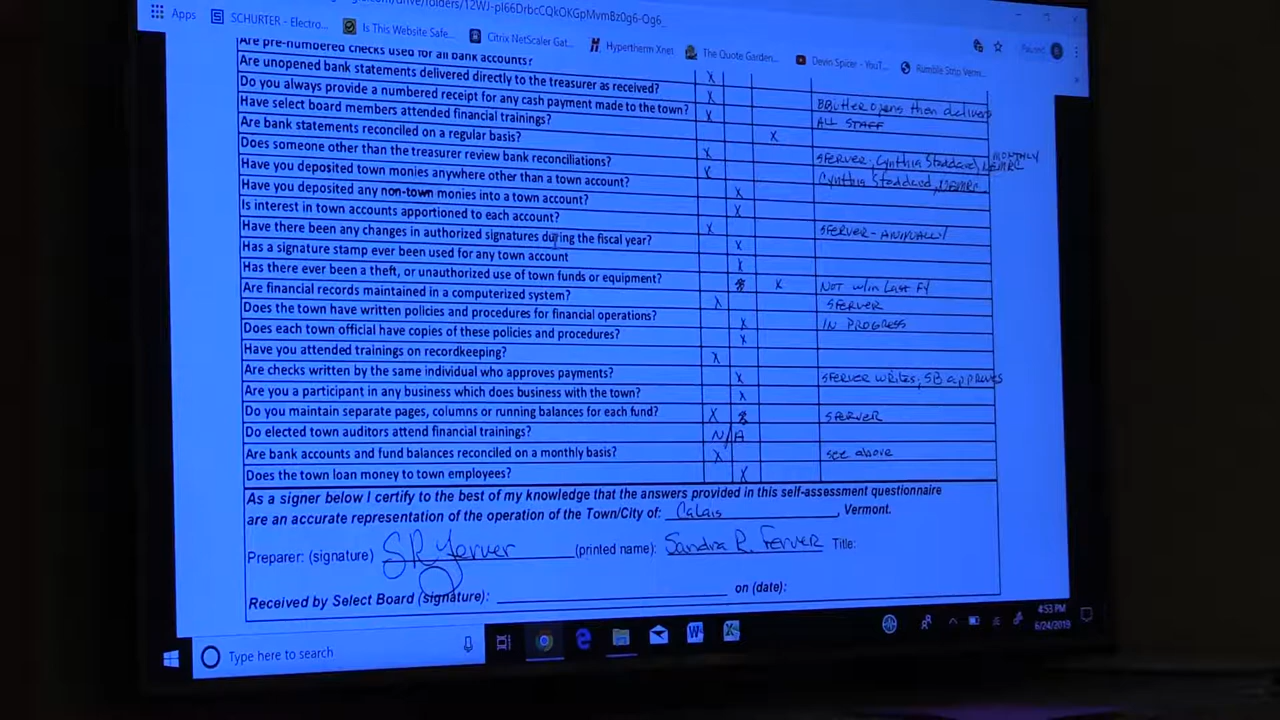 .com/drive/folders/12WJ-pI66DrbcCQkOKGpMvmBz0g6-Og6...
Apps SCHURTER - Electro... Is This Website Safe... Citrix NetScaler Gat... Hypertherm Xnet The Quote Garden... Devin Spicer - YouT... Rumble Strip Verm... Paused
Are pre-numbered checks used for all bank accounts?
Are unopened bank statements delivered directly to the treasurer as received? X
Do you always provide a numbered receipt for any cash payment made to the town? X BButler opens then delivers
Have select board members attended financial trainings? X ALL STAFF
Are bank statements reconciled on a regular basis? X
Does someone other than the treasurer review bank reconciliations? X SFERVER, Cynthia Stoddard, NEMRC MONTHLY
Have you deposited town monies anywhere other than a town account? X Cynthia Stoddard, NEMRC
Have you deposited any non-town monies into a town account? X
Is interest in town accounts apportioned to each account? X
Have there been any changes in authorized signatures during the fiscal year? X SFERVER - ANNUALLY
Has a signature stamp ever been used for any town account X
Has there ever been a theft, or unauthorized use of town funds or equipment? X
Are financial records maintained in a computerized system? X NOT w/in Last FY
Does the town have written policies and procedures for financial operations? X SFERVER
Does each town official have copies of these policies and procedures? X IN PROGRESS
Have you attended trainings on recordkeeping? X
Are checks written by the same individual who approves payments? X
Are you a participant in any business which does business with the town? X SFERVER writes, SB approves
Do you maintain separate pages, columns or running balances for each fund? X SFERVER
Do elected town auditors attend financial trainings? N/A
Are bank accounts and fund balances reconciled on a monthly basis? X see above
Does the town loan money to town employees? X
As a signer below I certify to the best of my knowledge that the answers provided in this self-assessment questionnaire
are an accurate representation of the operation of the Town/City of: Calais, Vermont.
Preparer: (signature) SRFerver (printed name): Sandra R. Ferver Title:
Received by Select Board (signature): on (date):
Type here to search
4:53 PM
6/24/2019